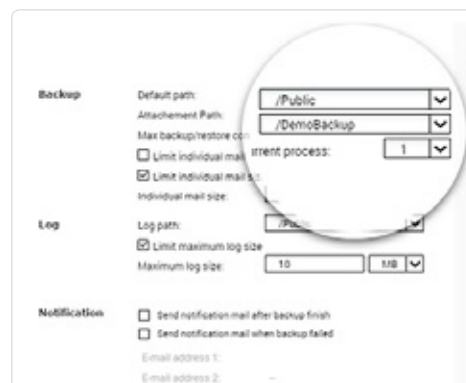 Backup
Default path: /Public
Attachement Path: /DemoBackup
Max backup/restore con rrent process: 1
Limit individual mail
Limit individual mail
Individual mail size:
Log
Log path:
Limit maximum log size
Maximum log size: 10 MB
Notification
Send notification mail after backup finish
Send notification mail when backup failed
E-mail address 1:
E-mail address 2: